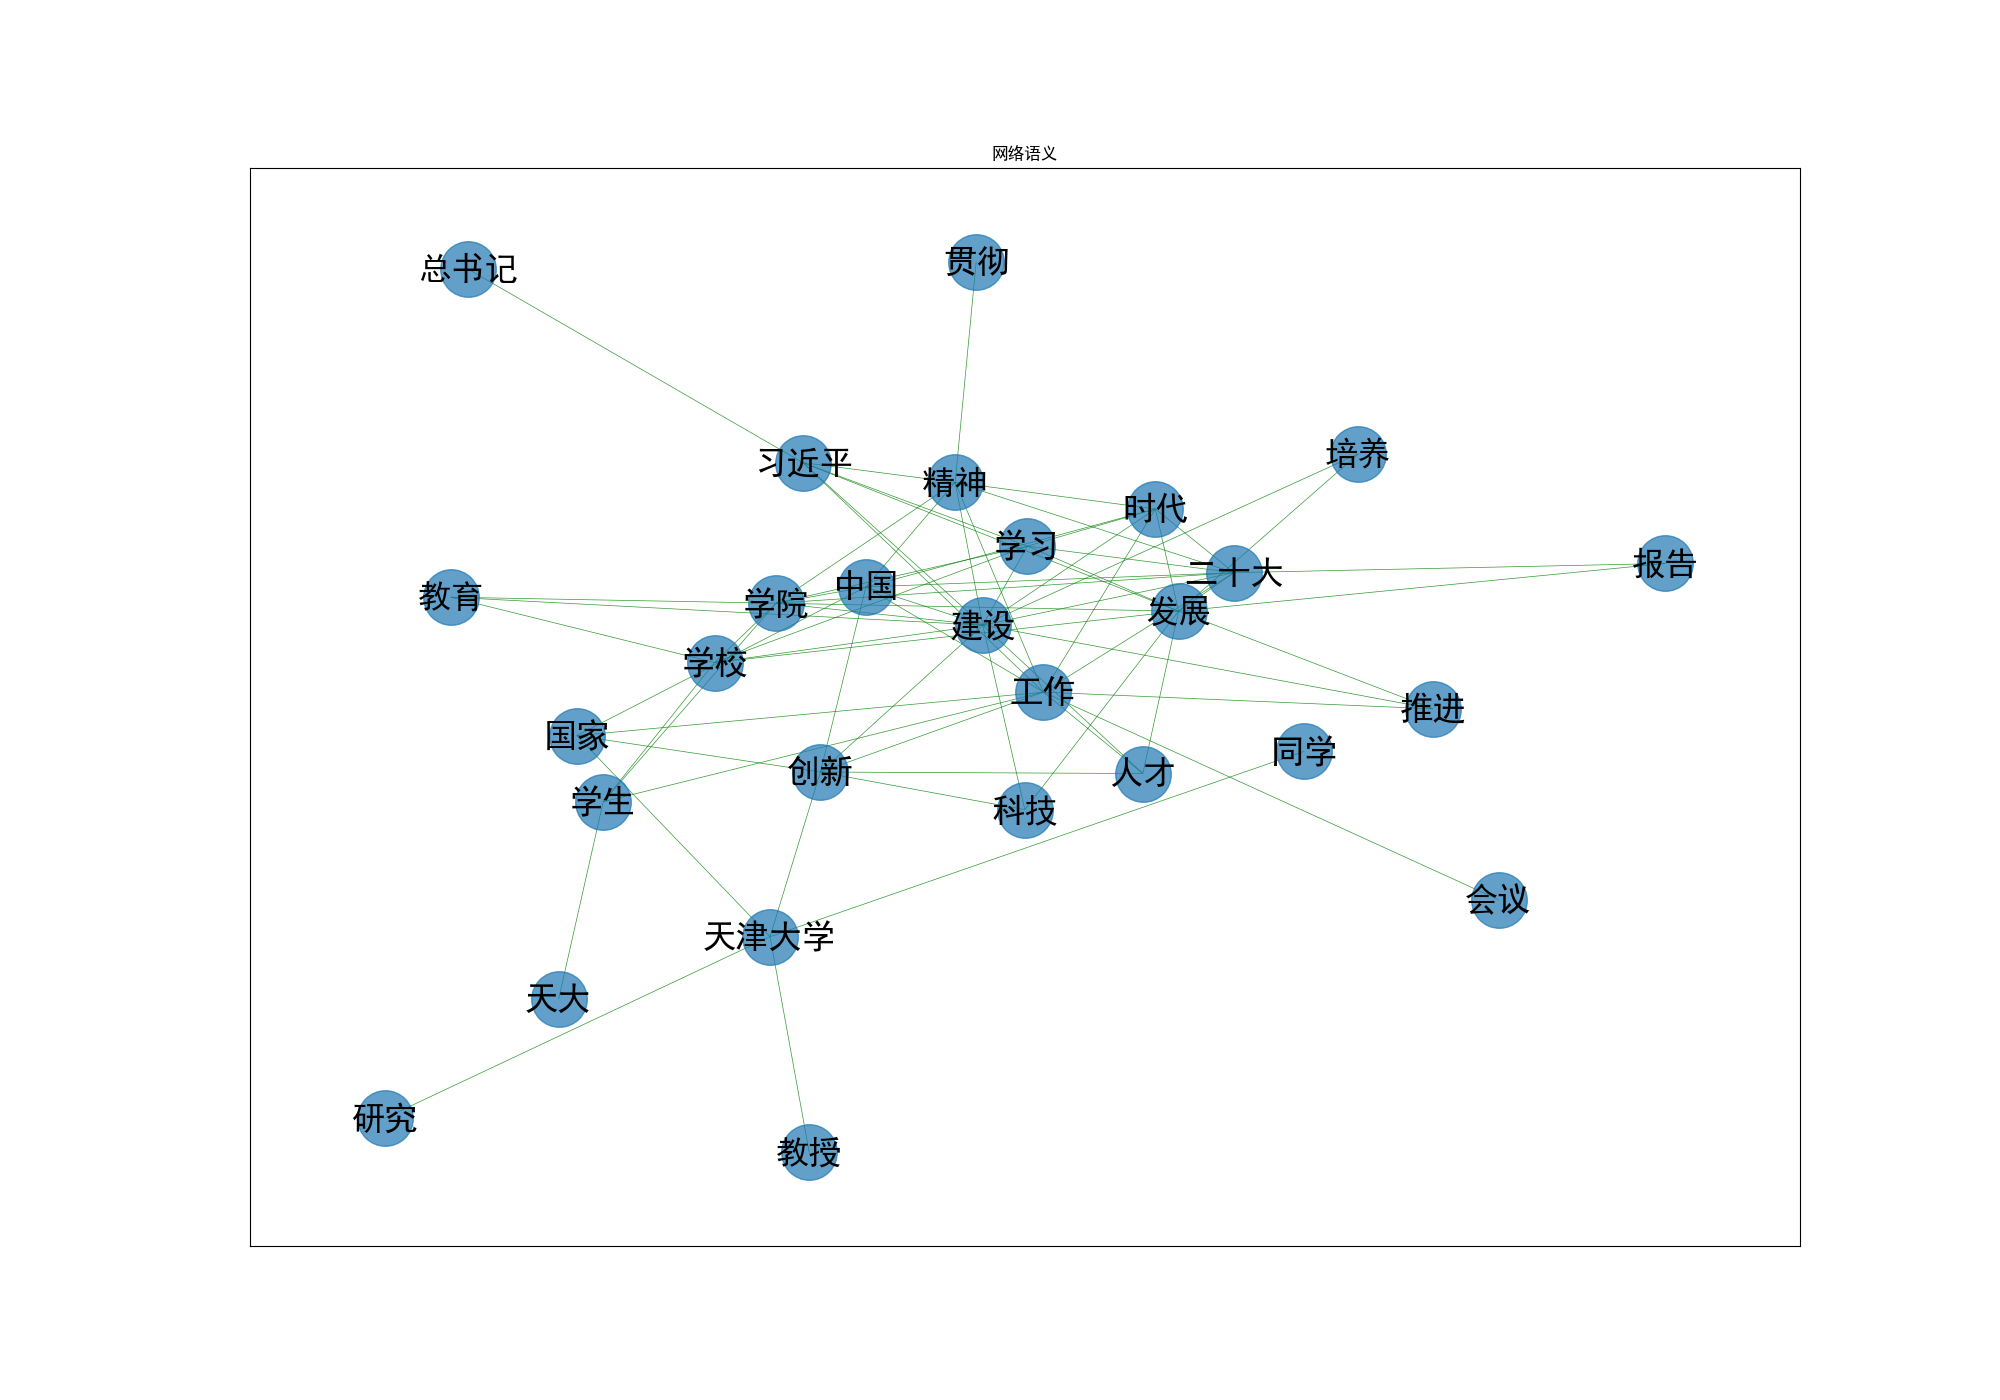 网络语义
总书记
贯彻
习近平
精神
培养
时代
学习
报告
二十大
教育
学院
中国
发展
建设
学校
工作
推进
国家
同学
创新
人才
学生
科技
会议
天津大学
天大
研究
教授